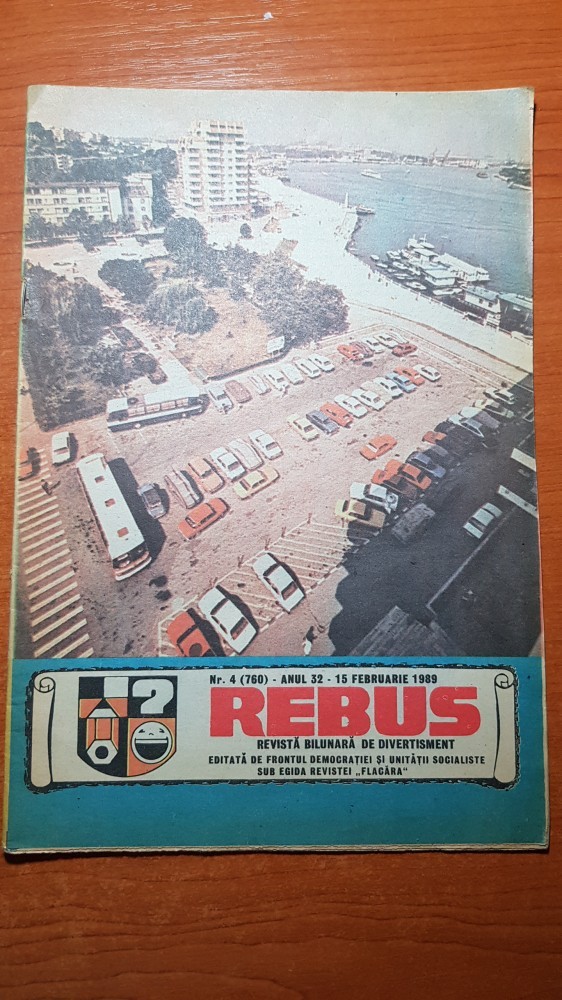 Nr. 4 (760) - ANUL 32 - 15 FEBRUARIE 1989
REBUS
REVISTĂ BILUNARĂ DE DIVERTISMENT
EDITATĂ DE FRONTUL DEMOCRAȚIEI ȘI UNITĂȚII SOCIALISTE
SUB EGIDA REVISTEI „FLACĂRA"